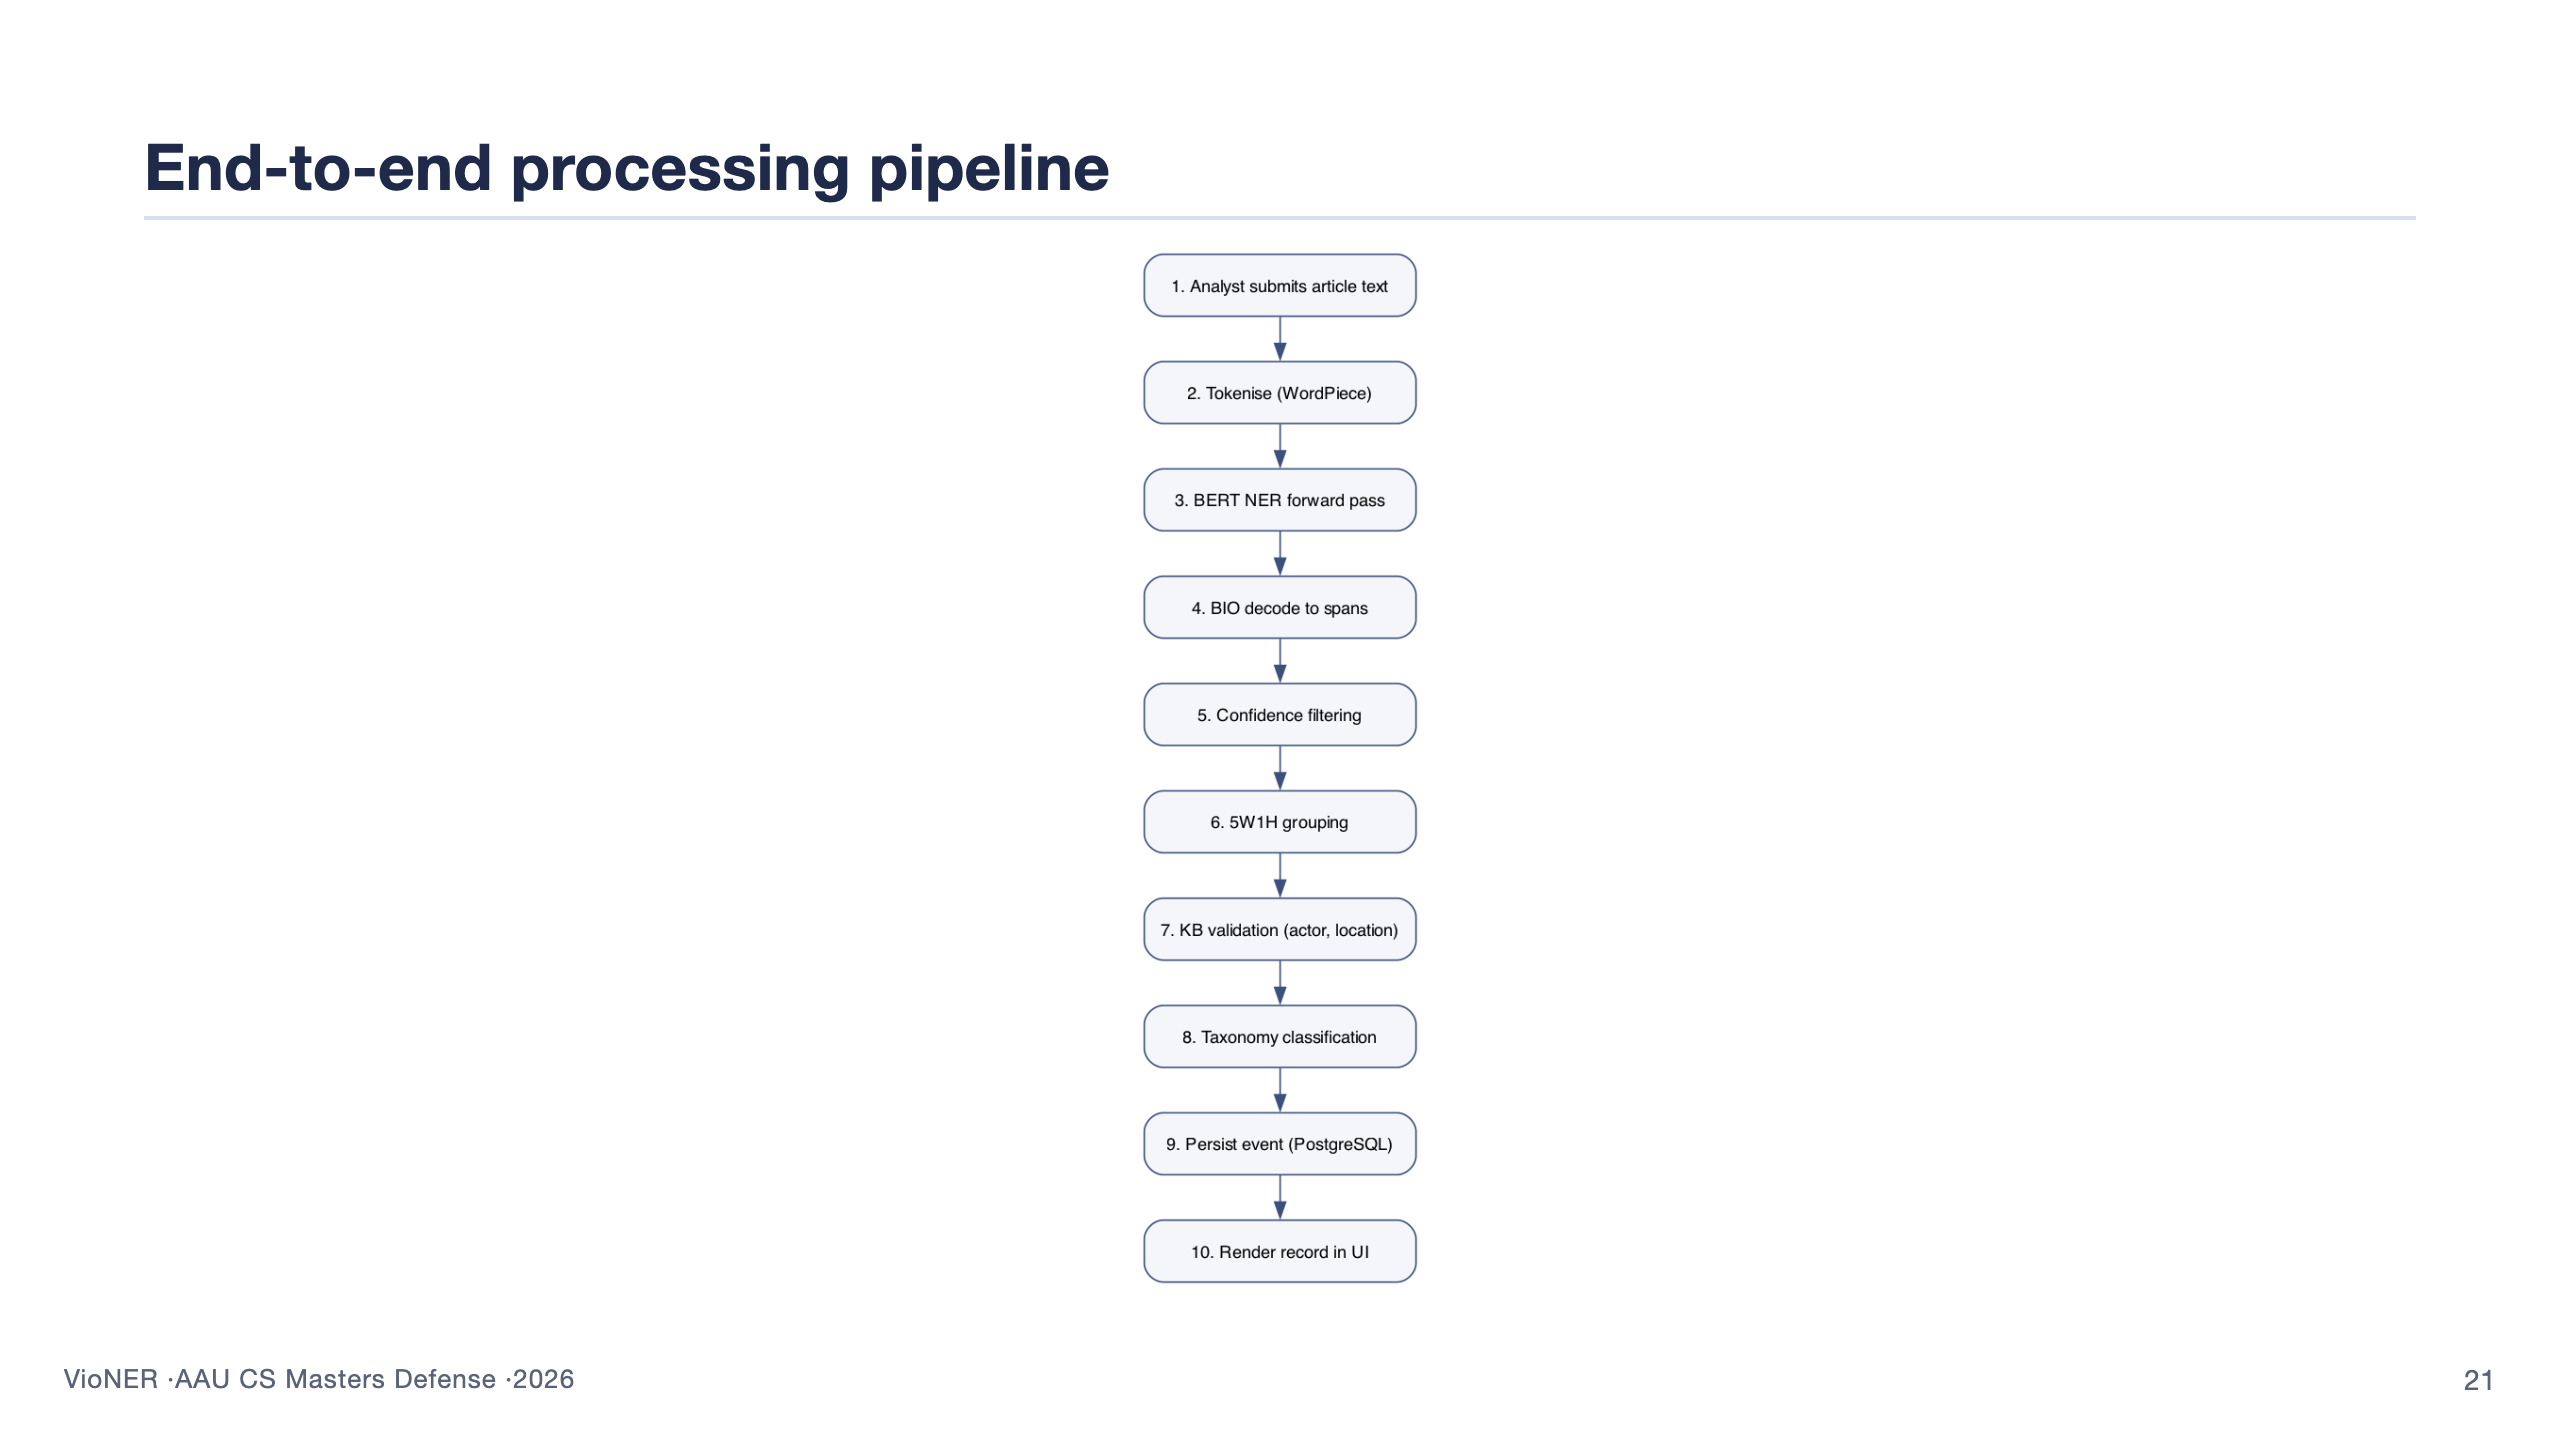 End-to-end processing pipeline
1. Analyst submits article text
2. Tokenise (WordPiece)
3. BERT NER forward pass
4. BIO decode to spans
5. Confidence filtering
6. 5W1H grouping
7. KB validation (actor, location)
8. Taxonomy classification
9. Persist event (PostgreSQL)
10. Render record in UI
VioNER ·AAU CS Masters Defense ·2026
21